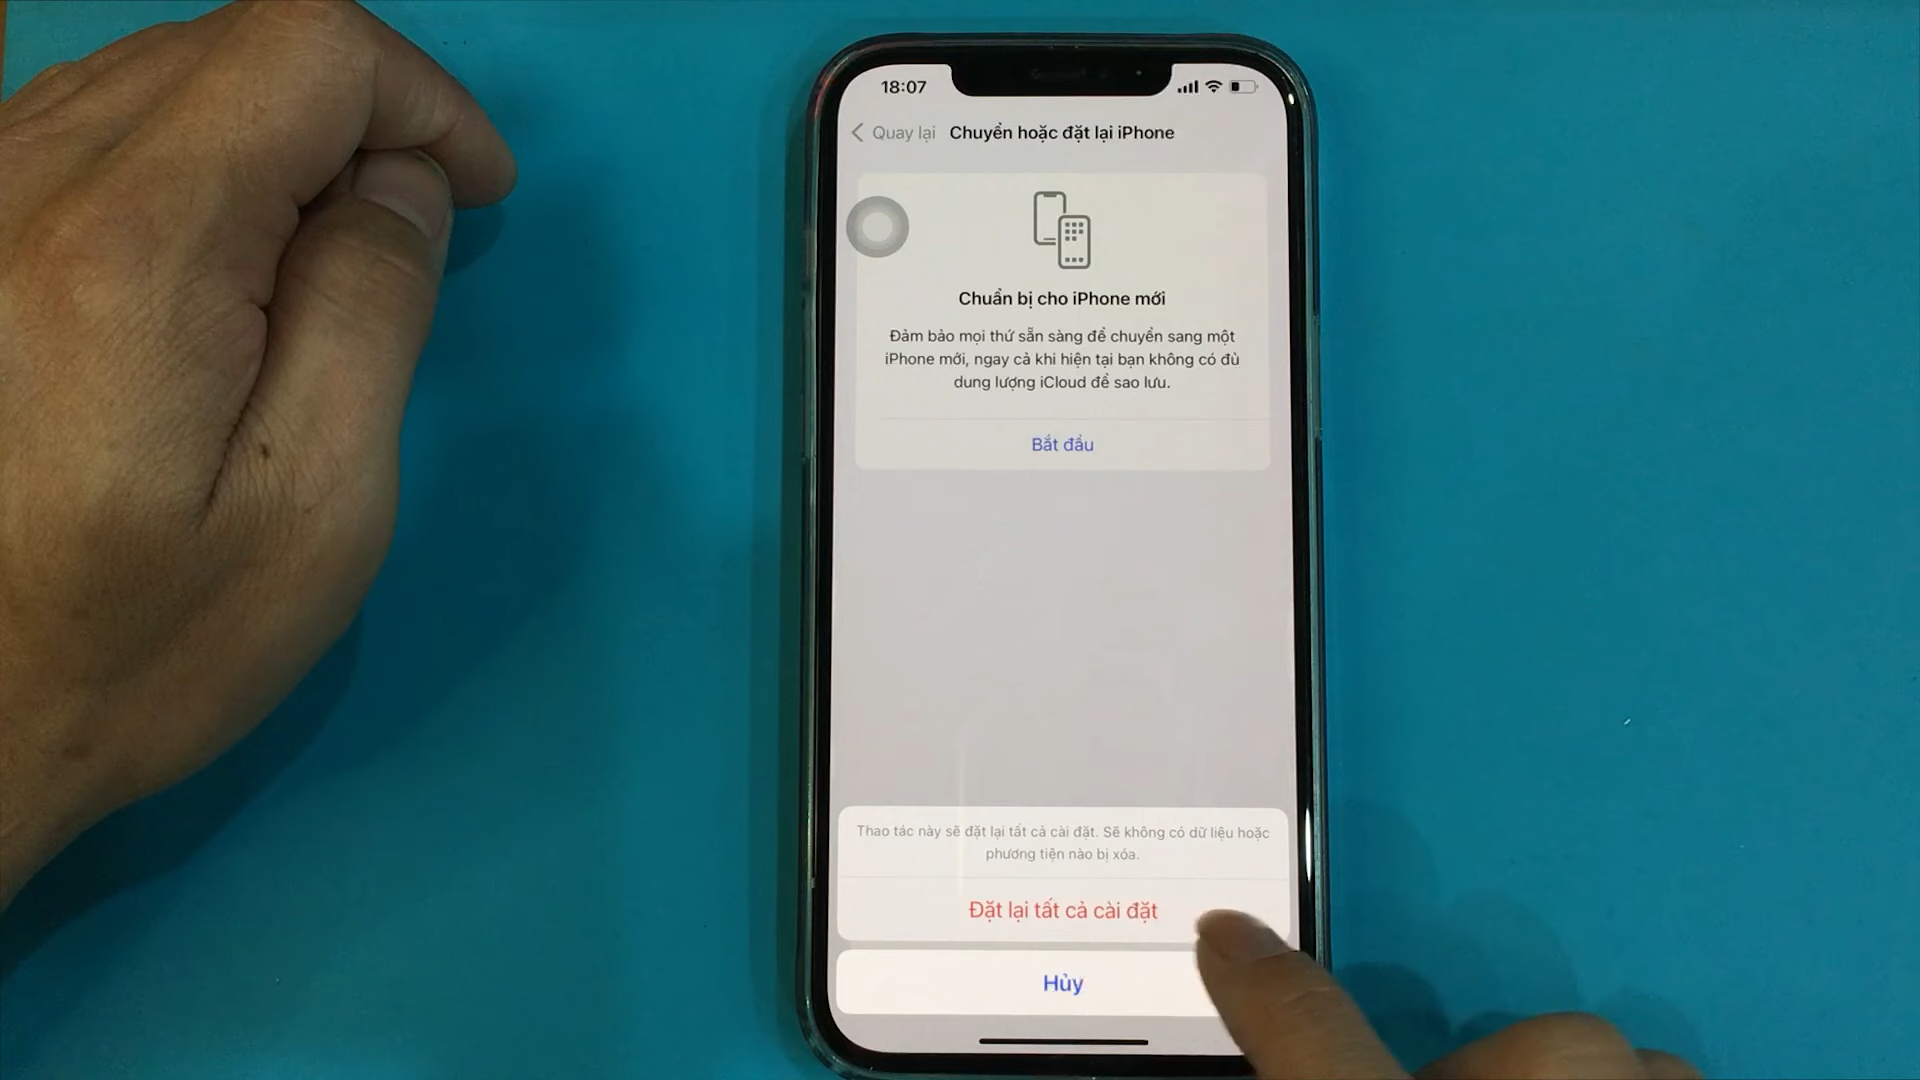 18:07
Quay lại Chuyển hoặc đặt lại iPhone
Chuẩn bị cho iPhone mới
Đảm bảo mọi thứ sẵn sàng để chuyển sang một
iPhone mới, ngay cả khi hiện tại bạn không có đủ
dung lượng iCloud để sao lưu.
Bắt đầu
Thao tác này sẽ đặt lại tất cả cài đặt. Sẽ không có dữ liệu hoặc
phương tiện nào bị xóa.
Đặt lại tất cả cài đặt
Hủy